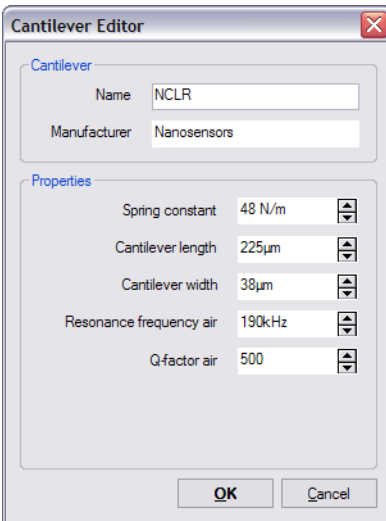 Cantilever Editor
Cantilever
Name NCLR
Manufacturer Nanosensors
Properties
Spring constant 48 N/m
Cantilever length 225µm
Cantilever width 38µm
Resonance frequency air 190kHz
Q-factor air 500
OK Cancel